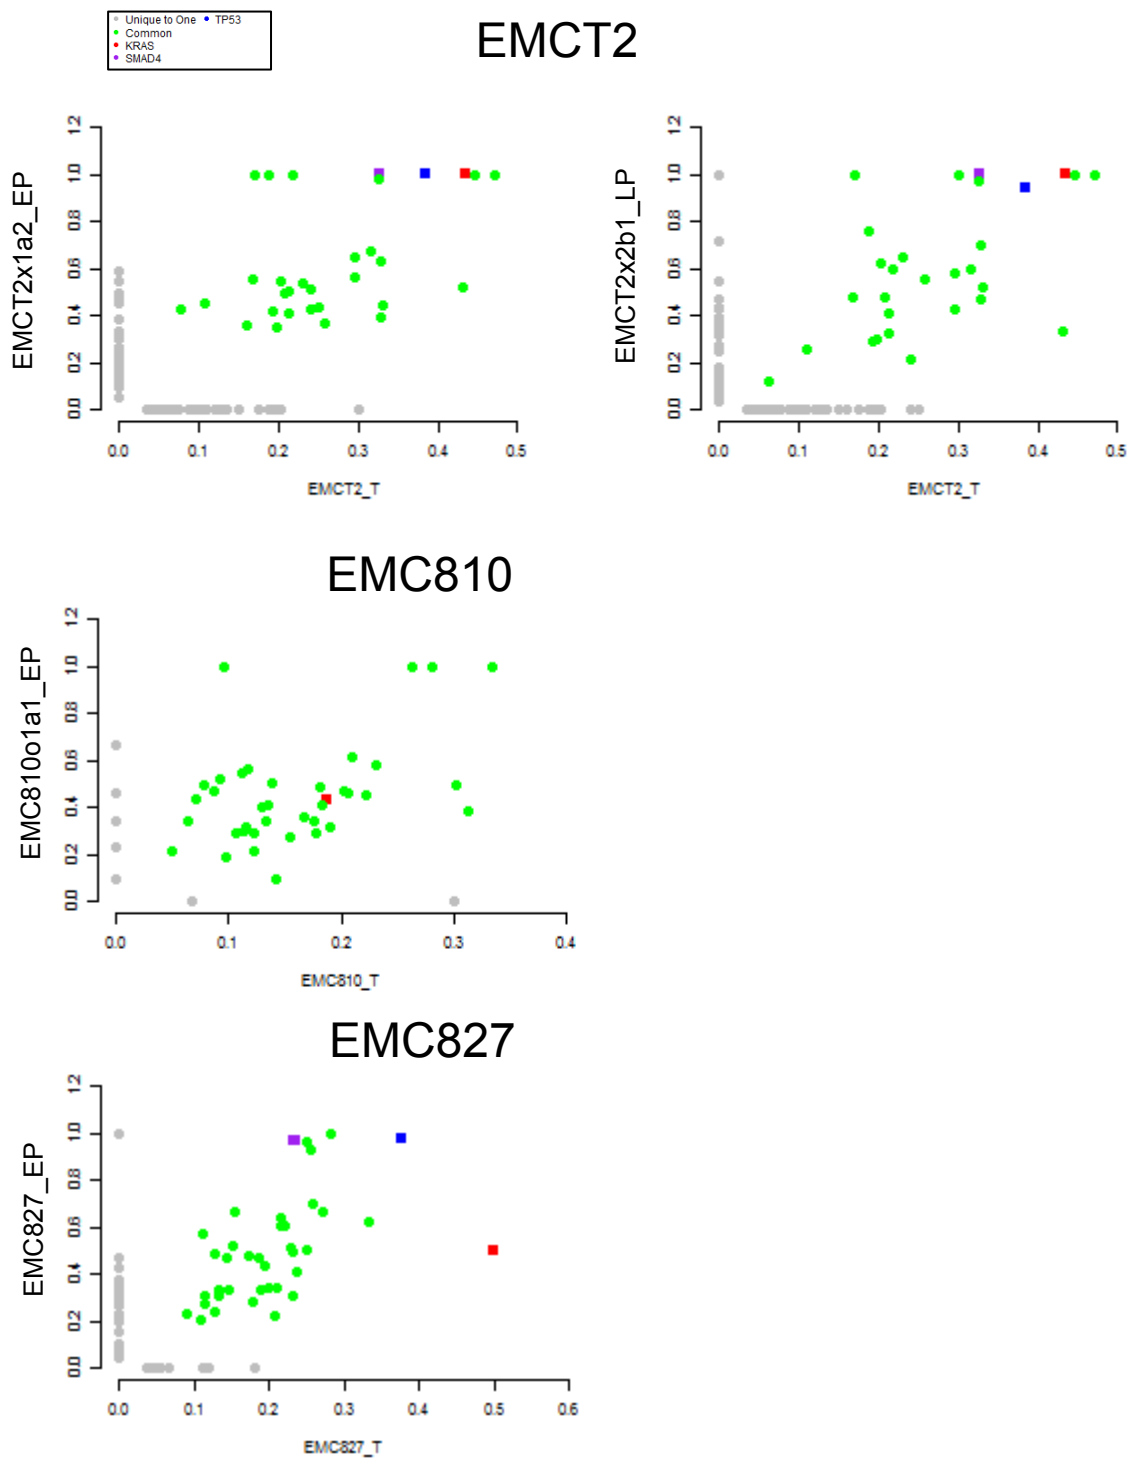 Unique to One TP53
Common
KRAS
SMAD4
EMCT2
EMCT2x1a2_EP
1.2
1.0
0.8
0.6
0.4
0.2
0.0
0.0 0.1 0.2 0.3 0.4 0.5
EMCT2_T
EMCT2x2b1_LP
1.2
1.0
0.8
0.6
0.4
0.2
0.0
0.0 0.1 0.2 0.3 0.4 0.5
EMCT2_T
EMC810
EMC810o1a1_EP
1.2
1.0
0.8
0.6
0.4
0.2
0.0
0.0 0.1 0.2 0.3 0.4
EMC810_T
EMC827
EMC827_EP
1.2
1.0
0.8
0.6
0.4
0.2
0.0
0.0 0.1 0.2 0.3 0.4 0.5 0.6
EMC827_T